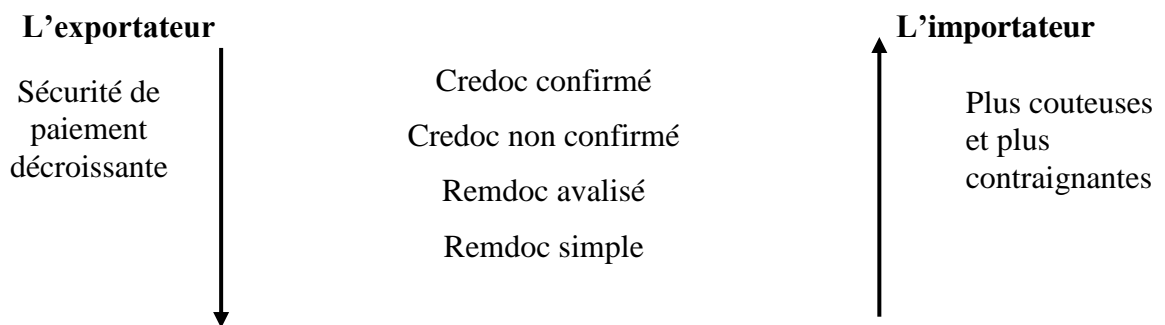 L'exportateur
L'importateur
Sécurité de
paiement
décroissante
Credoc confirmé
Credoc non confirmé
Remdoc avalisé
Remdoc simple
Plus couteuses
et plus
contraignantes